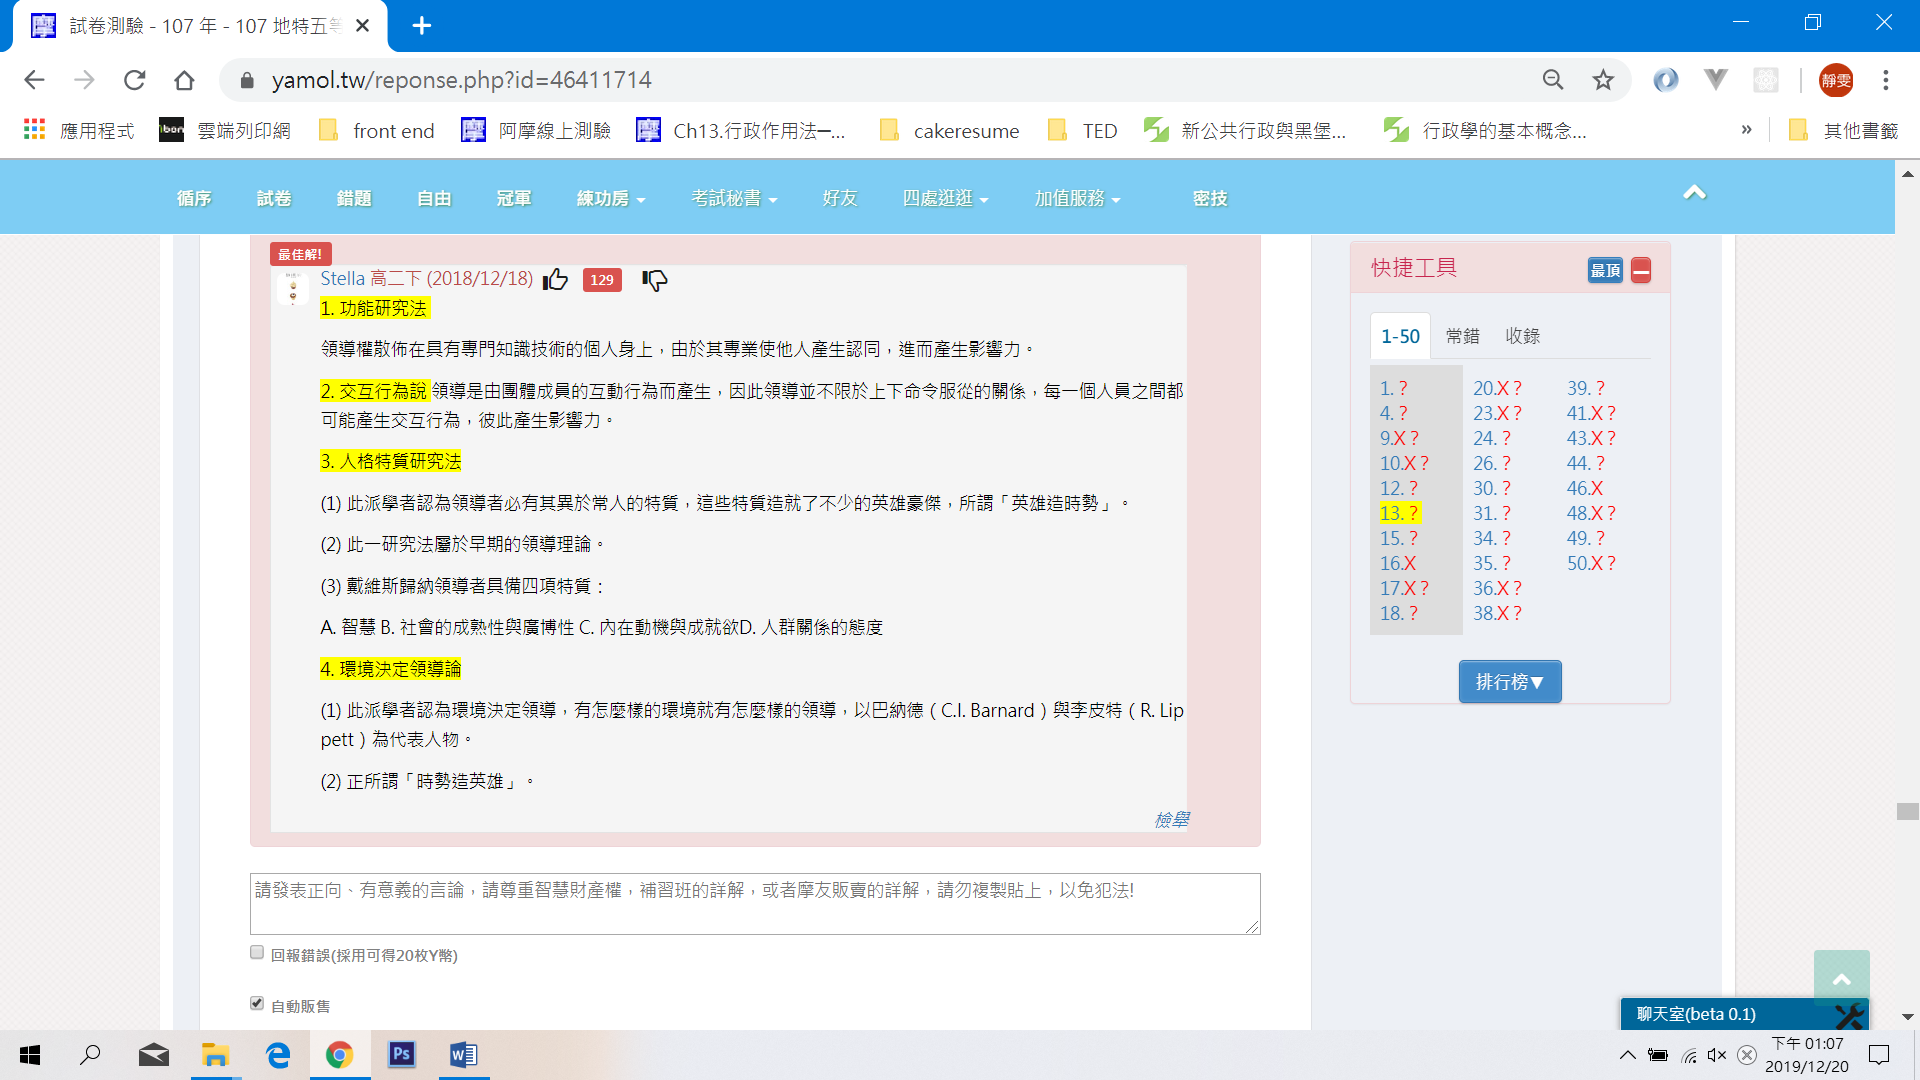 試卷測驗 - 107 年 - 107 地特五等
yamol.tw/reponse.php?id=46411714
靜雯
應用程式 ibon 雲端列印網 front end 阿摩線上測驗 Ch13.行政作用法—... cakeresume TED 新公共行政與黑堡... 行政學的基本概念... » 其他書籤
循序 試卷 錯題 自由 冠軍 練功房 考試秘書 好友 四處逛逛 加值服務 密技
最佳解!
Stella 高二下 (2018/12/18) 129
1. 功能研究法
領導權散佈在具有專門知識技術的個人身上，由於其專業使他人產生認同，進而產生影響力。
2. 交互行為說 領導是由團體成員的互動行為而產生，因此領導並不限於上下命令服從的關係，每一個人員之間都
可能產生交互行為，彼此產生影響力。
3. 人格特質研究法
(1) 此派學者認為領導者必有其異於常人的特質，這些特質造就了不少的英雄豪傑，所謂「英雄造時勢」。
(2) 此一研究法屬於早期的領導理論。
(3) 戴維斯歸納領導者具備四項特質：
A. 智慧 B. 社會的成熟性與廣博性 C. 內在動機與成就欲D. 人群關係的態度
4. 環境決定領導論
(1) 此派學者認為環境決定領導，有怎麼樣的環境就有怎麼樣的領導，以巴納德（C.I. Barnard）與李皮特（R. Lip
pett）為代表人物。
(2) 正所謂「時勢造英雄」。
檢舉
請發表正向、有意義的言論，請尊重智慧財產權，補習班的詳解，或者摩友販賣的詳解，請勿複製貼上，以免犯法!
回報錯誤(採用可得20枚Y幣)
自動販售
快捷工具 最頂
1-50 常錯 收錄
1. ? 20.X ? 39. ?
4. ? 23.X ? 41.X ?
9.X ? 24. ? 43.X ?
10.X ? 26. ? 44. ?
12. ? 30. ? 46.X
13. ? 31. ? 48.X ?
15. ? 34. ? 49. ?
16.X 35. ? 50.X ?
17.X ? 36.X ?
18. ? 38.X ?
排行榜▼
聊天室(beta 0.1)
Ps
下午 01:07
2019/12/20